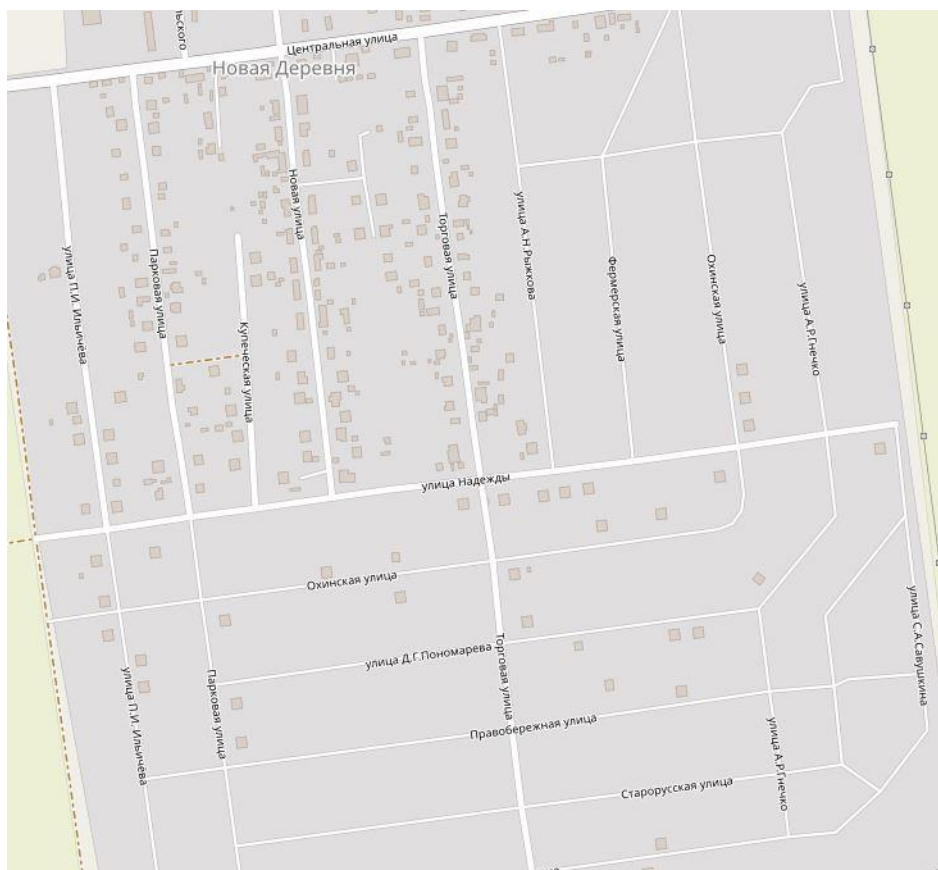 льского
Центральная улица
Новая Деревня
Новая улица
улица А.Н.Рыжкова
Торговая улица
улица П.И. Ильичёва
Парковая улица
Фермерская улица
Охинская улица
улица А.Р.Гнечко
Купеческая улица
улица Надежды
Охинская улица
улица С.А.Савушкина
улица Д.Г.Пономарева
Торговая улица
улица П.И. Ильичёва
Парковая улица
Правобережная улица
улица А.Р.Гнечко
Старорусская улица